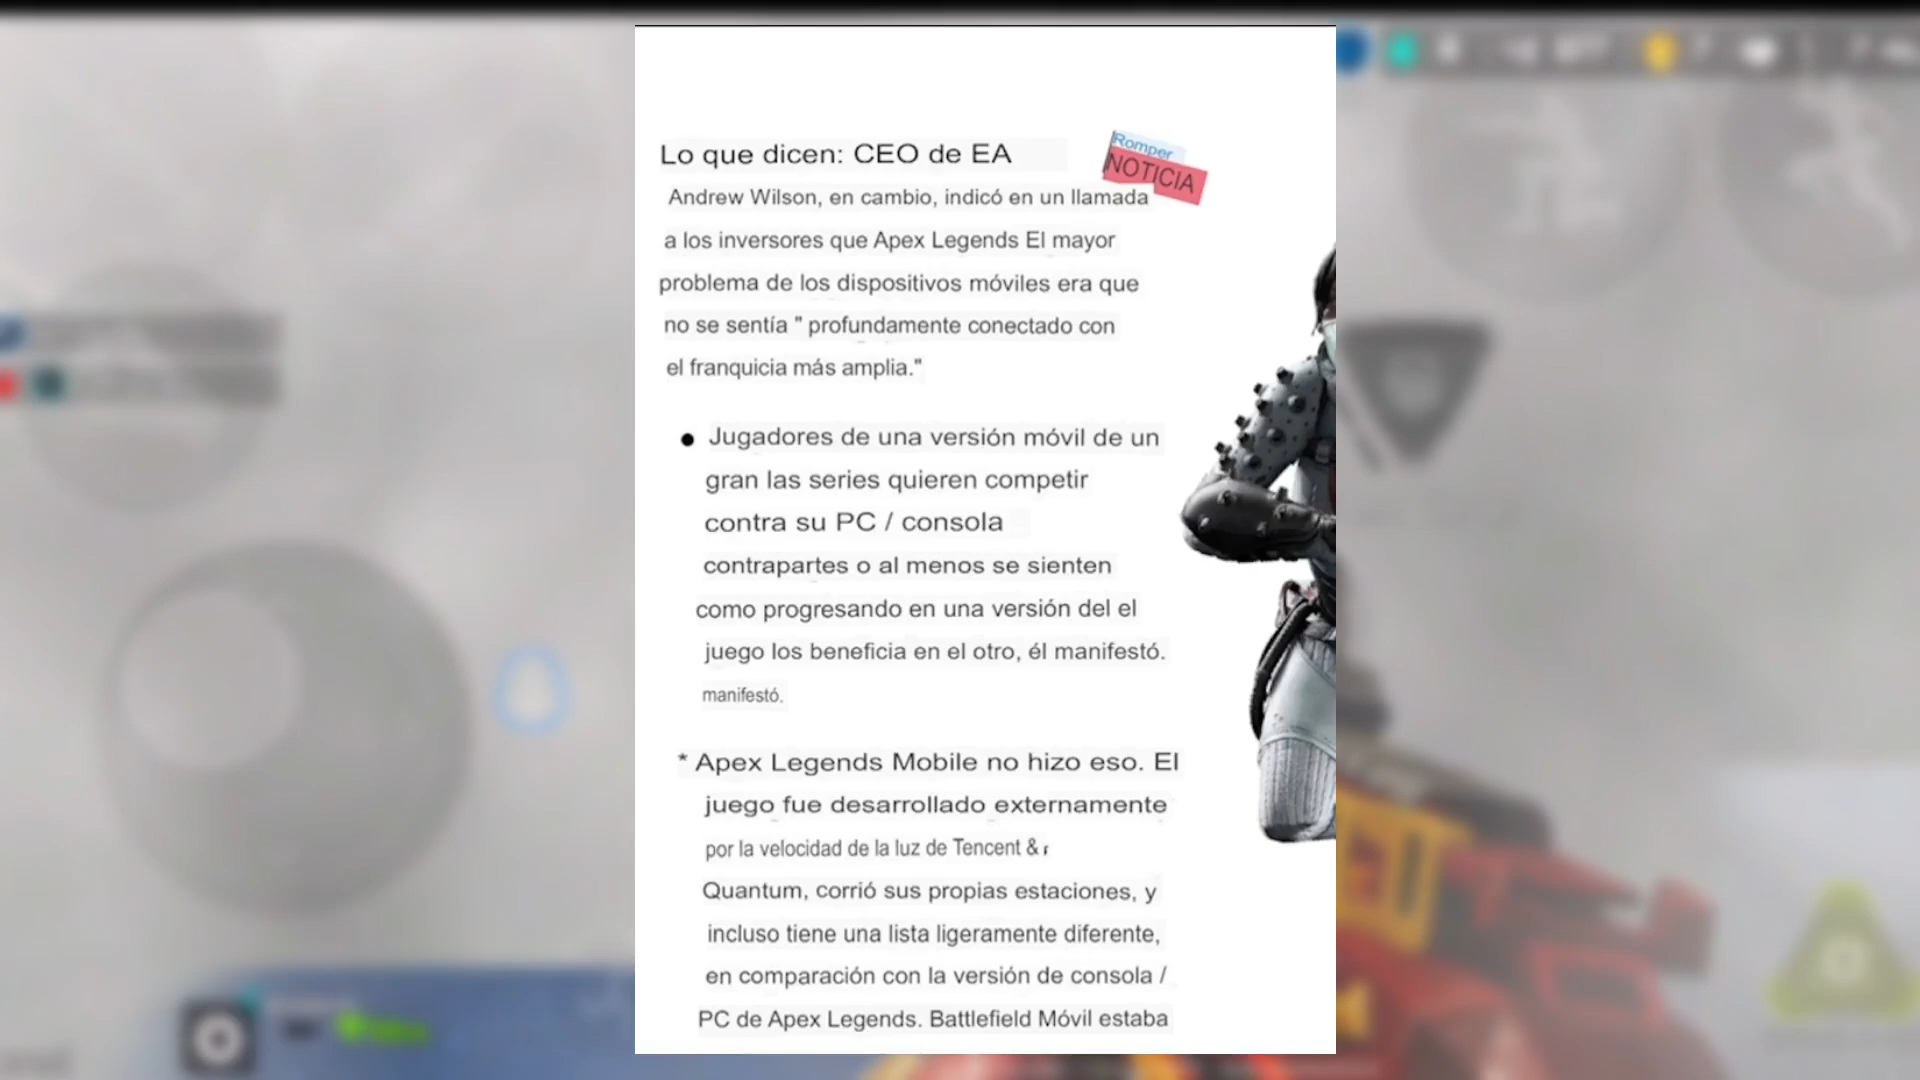 Lo que dicen: CEO de EA
Romper
NOTICIA
Andrew Wilson, en cambio, indicó en un llamada
a los inversores que Apex Legends El mayor
problema de los dispositivos móviles era que
no se sentía " profundamente conectado con
el franquicia más amplia."
● Jugadores de una versión móvil de un
gran las series quieren competir
contra su PC / consola
contrapartes o al menos se sienten
como progresando en una versión del el
juego los beneficia en el otro, él manifestó.
manifestó.
* Apex Legends Mobile no hizo eso. El
juego fue desarrollado externamente
por la velocidad de la luz de Tencent &
Quantum, corrió sus propias estaciones, y
incluso tiene una lista ligeramente diferente,
en comparación con la versión de consola /
PC de Apex Legends. Battlefield Móvil estaba